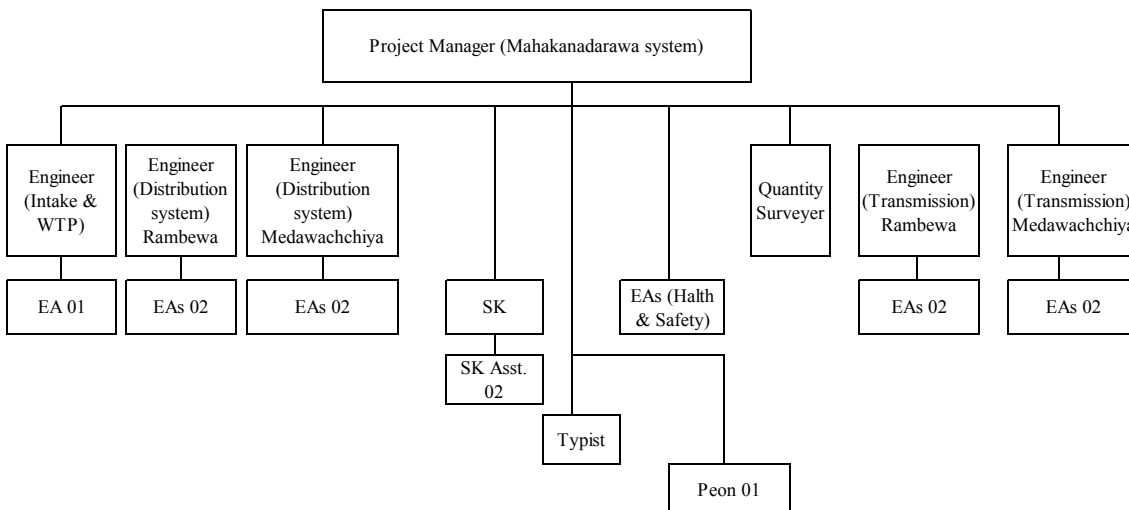 Project Manager (Mahakanadarawa system)
Engineer
(Intake &
WTP)
Engineer
(Distribution
system)
Rambewa
Engineer
(Distribution
system)
Medawachchiya
Quantity
Surveyer
Engineer
(Transmission)
Rambewa
Engineer
(Transmission)
Medawachchiya
EA 01
EAs 02
EAs 02
SK
EAs (Halth
& Safety)
EAs 02
EAs 02
SK Asst.
02
Typist
Peon 01